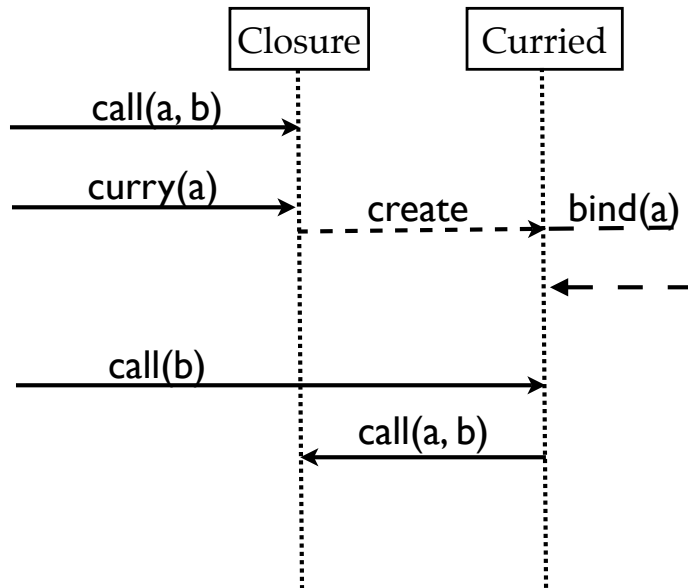 Closure
Curried
call(a, b)
curry(a)
create
bind(a)
call(b)
call(a, b)